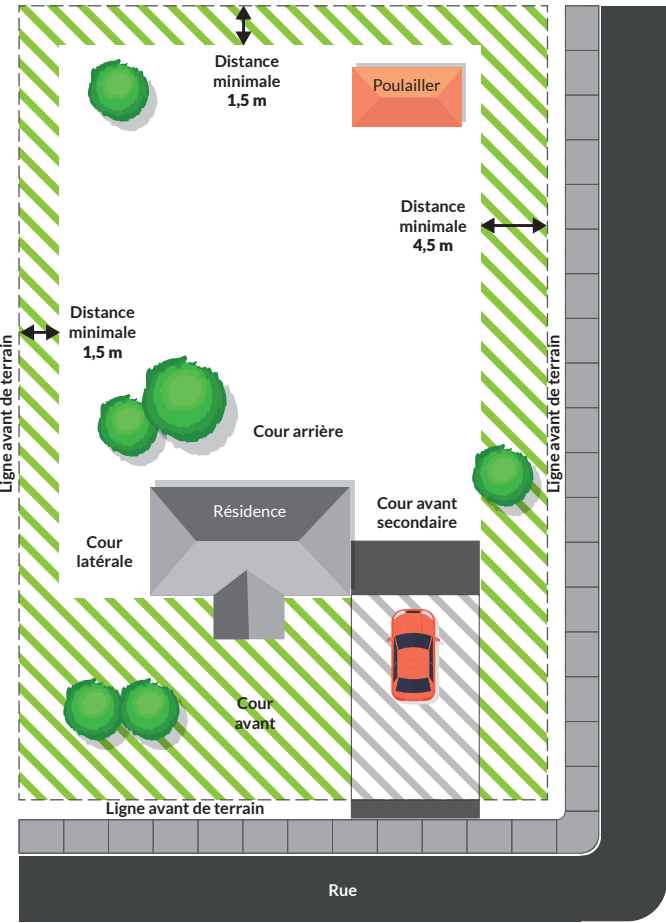 Distance
minimale
1,5 m
Poulailler
Distance
minimale
4,5 m
Distance
minimale
1,5 m
Ligne avant de terrain
Ligne avant de terrain
Cour arrière
Résidence
Cour avant
secondaire
Cour
latérale
Cour
avant
Ligne avant de terrain
Rue